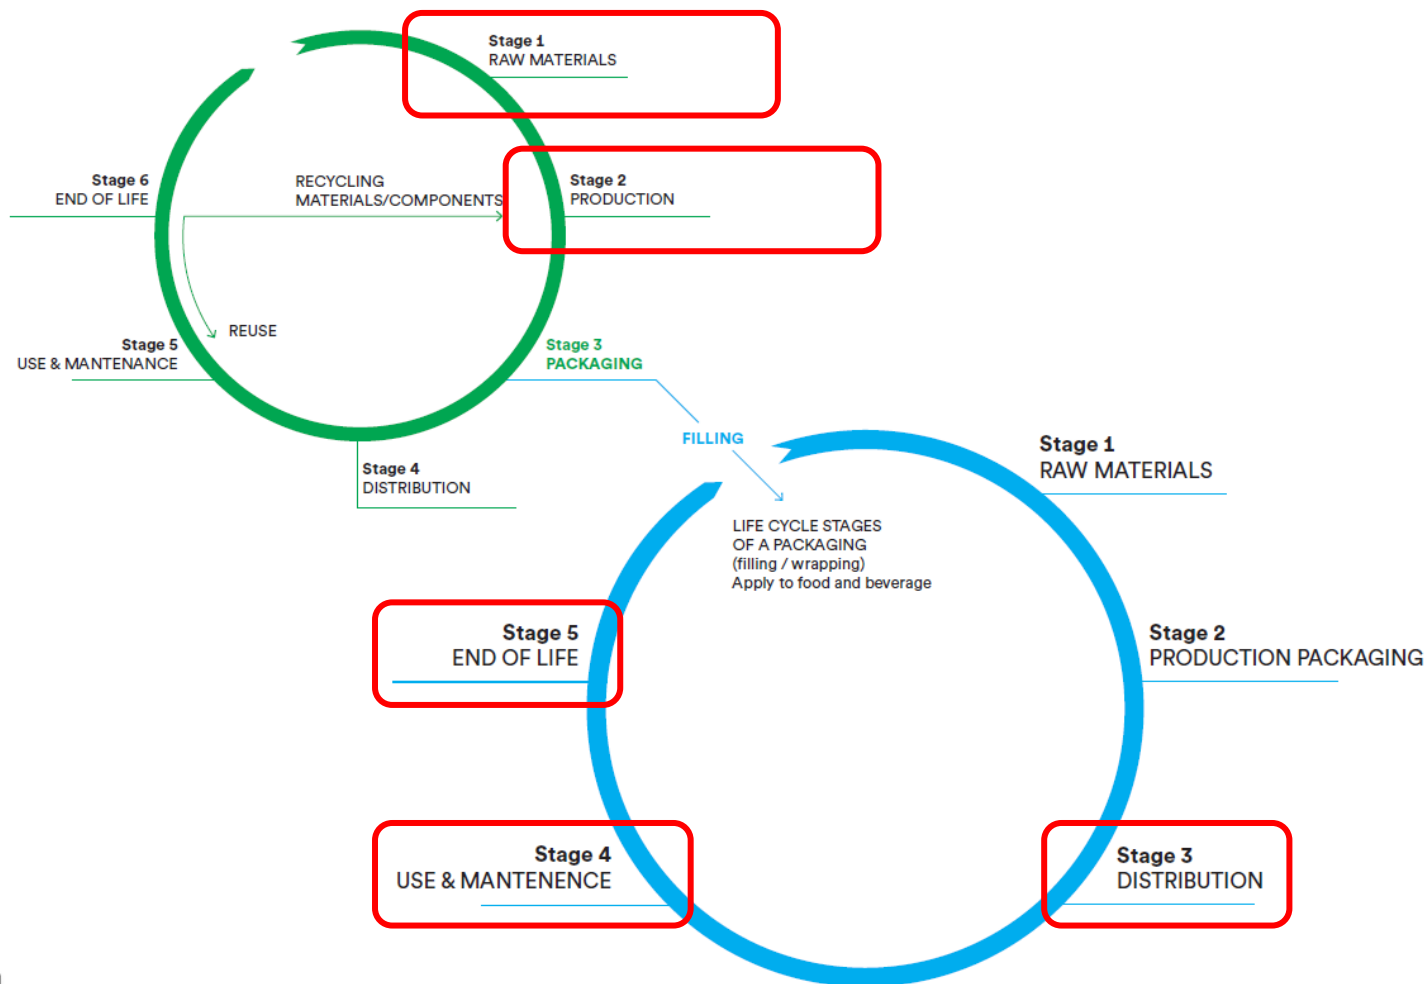 Stage 1
RAW MATERIALS
Stage 6
END OF LIFE
RECYCLING
MATERIALS/COMPONENTS
Stage 2
PRODUCTION
REUSE
Stage 5
USE & MANTENANCE
Stage 3
PACKAGING
FILLING
Stage 4
DISTRIBUTION
Stage 1
RAW MATERIALS
LIFE CYCLE STAGES
OF A PACKAGING
(filling / wrapping)
Apply to food and beverage
Stage 5
END OF LIFE
Stage 2
PRODUCTION PACKAGING
Stage 4
USE & MANTENENCE
Stage 3
DISTRIBUTION